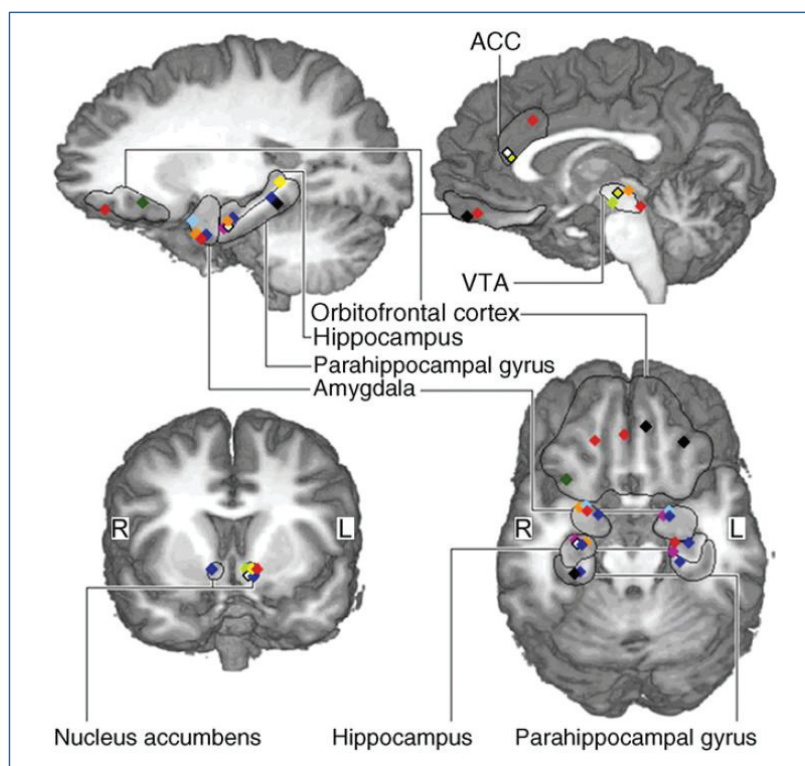 ACC
VTA
Orbitofrontal cortex
Hippocampus
Parahippocampal gyrus
Amygdala
R
L
R
L
Nucleus accumbens
Hippocampus
Parahippocampal gyrus